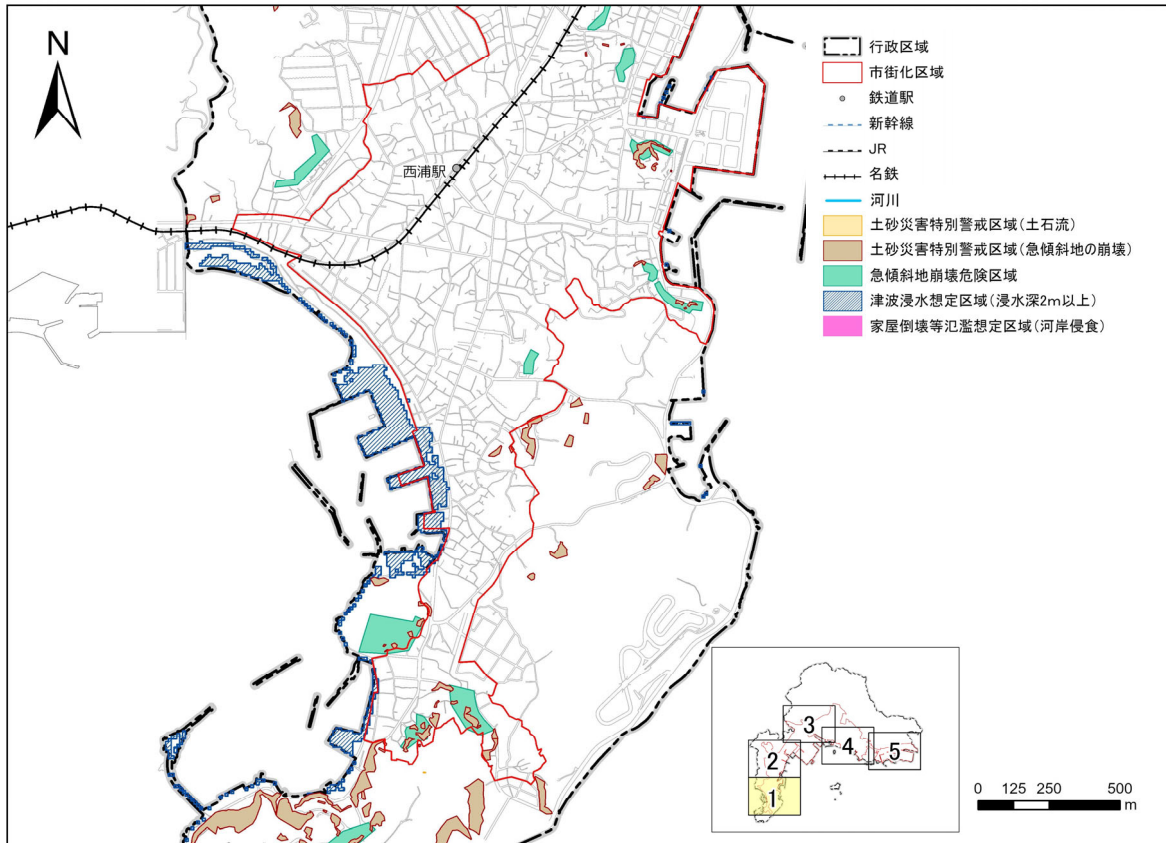 N
西浦駅
行政区域
市街化区域
鉄道駅
新幹線
JR
名鉄
河川
土砂災害特別警戒区域(土石流)
土砂災害特別警戒区域(急傾斜地の崩壊)
急傾斜地崩壊危険区域
津波浸水想定区域(浸水深2m以上)
家屋倒壊等氾濫想定区域(河岸侵食)
3
4
5
2
1
0 125 250 500
m